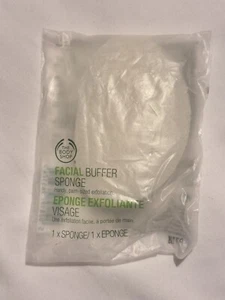 THE
BODY
SHOP
FACIAL BUFFER
SPONGE
EPONGE EXFOLIANTE
VISAGE
1 x SPONGE/ 1 x EPONGE